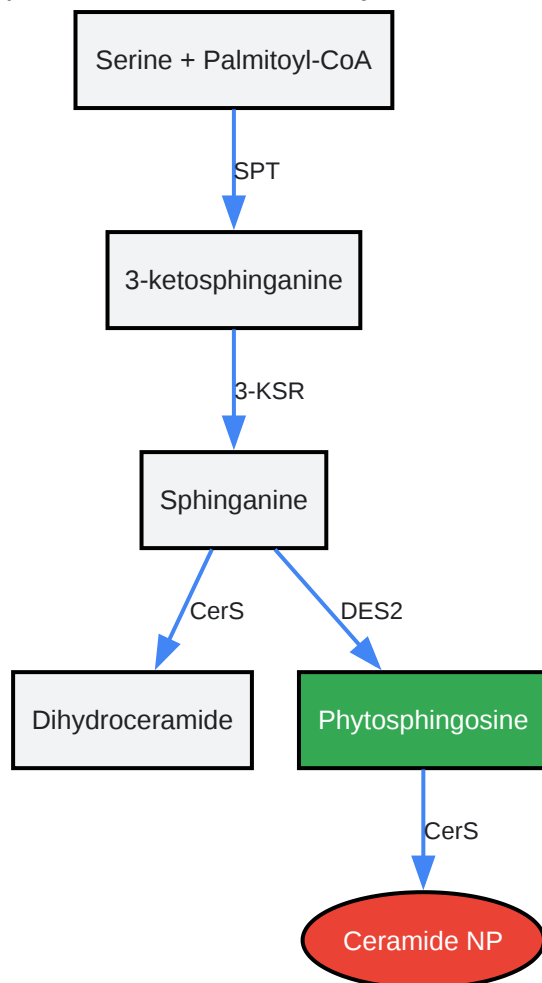 Serine + Palmitoyl-CoA
SPT
3-ketosphinganine
3-KSR
Sphinganine
CerS
DES2
Dihydroceramide
Phytosphingosine
CerS
Ceramide NP